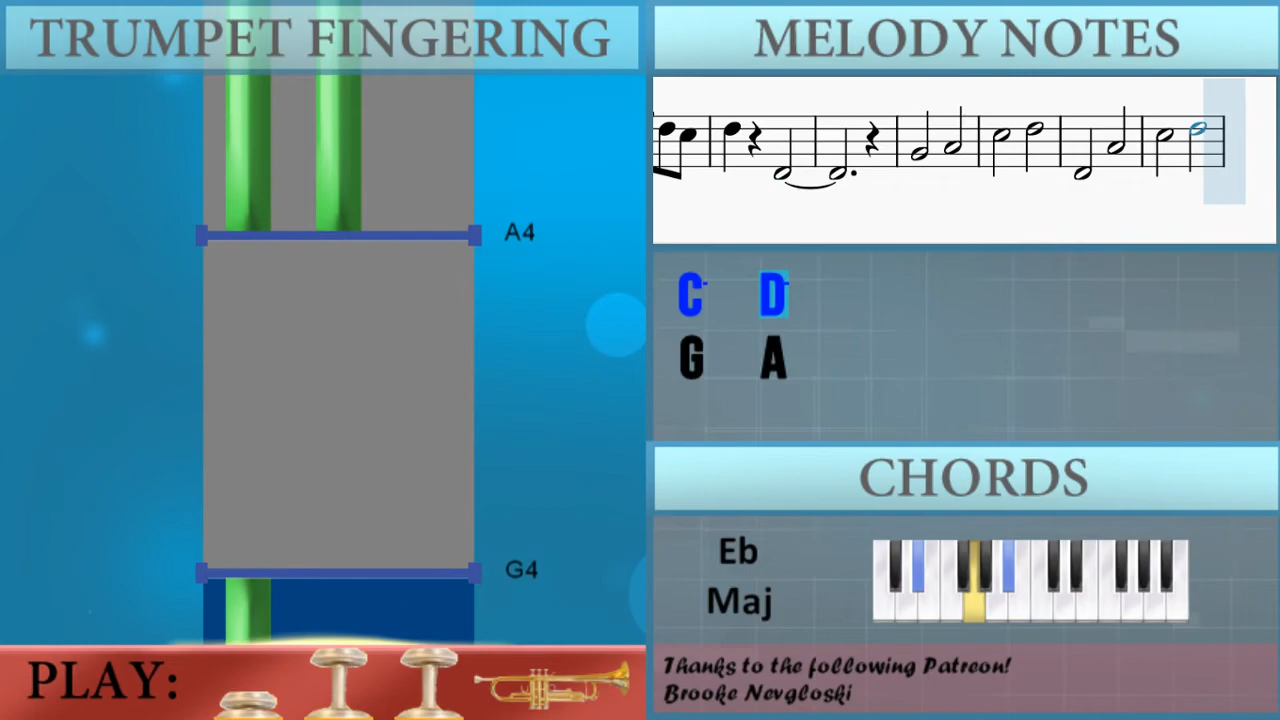 TRUMPET FINGERING
MELODY NOTES
A4
G4
C D
G A
CHORDS
Eb
Maj
PLAY:
Thanks to the following Patreon!
Brooke Nevgloski